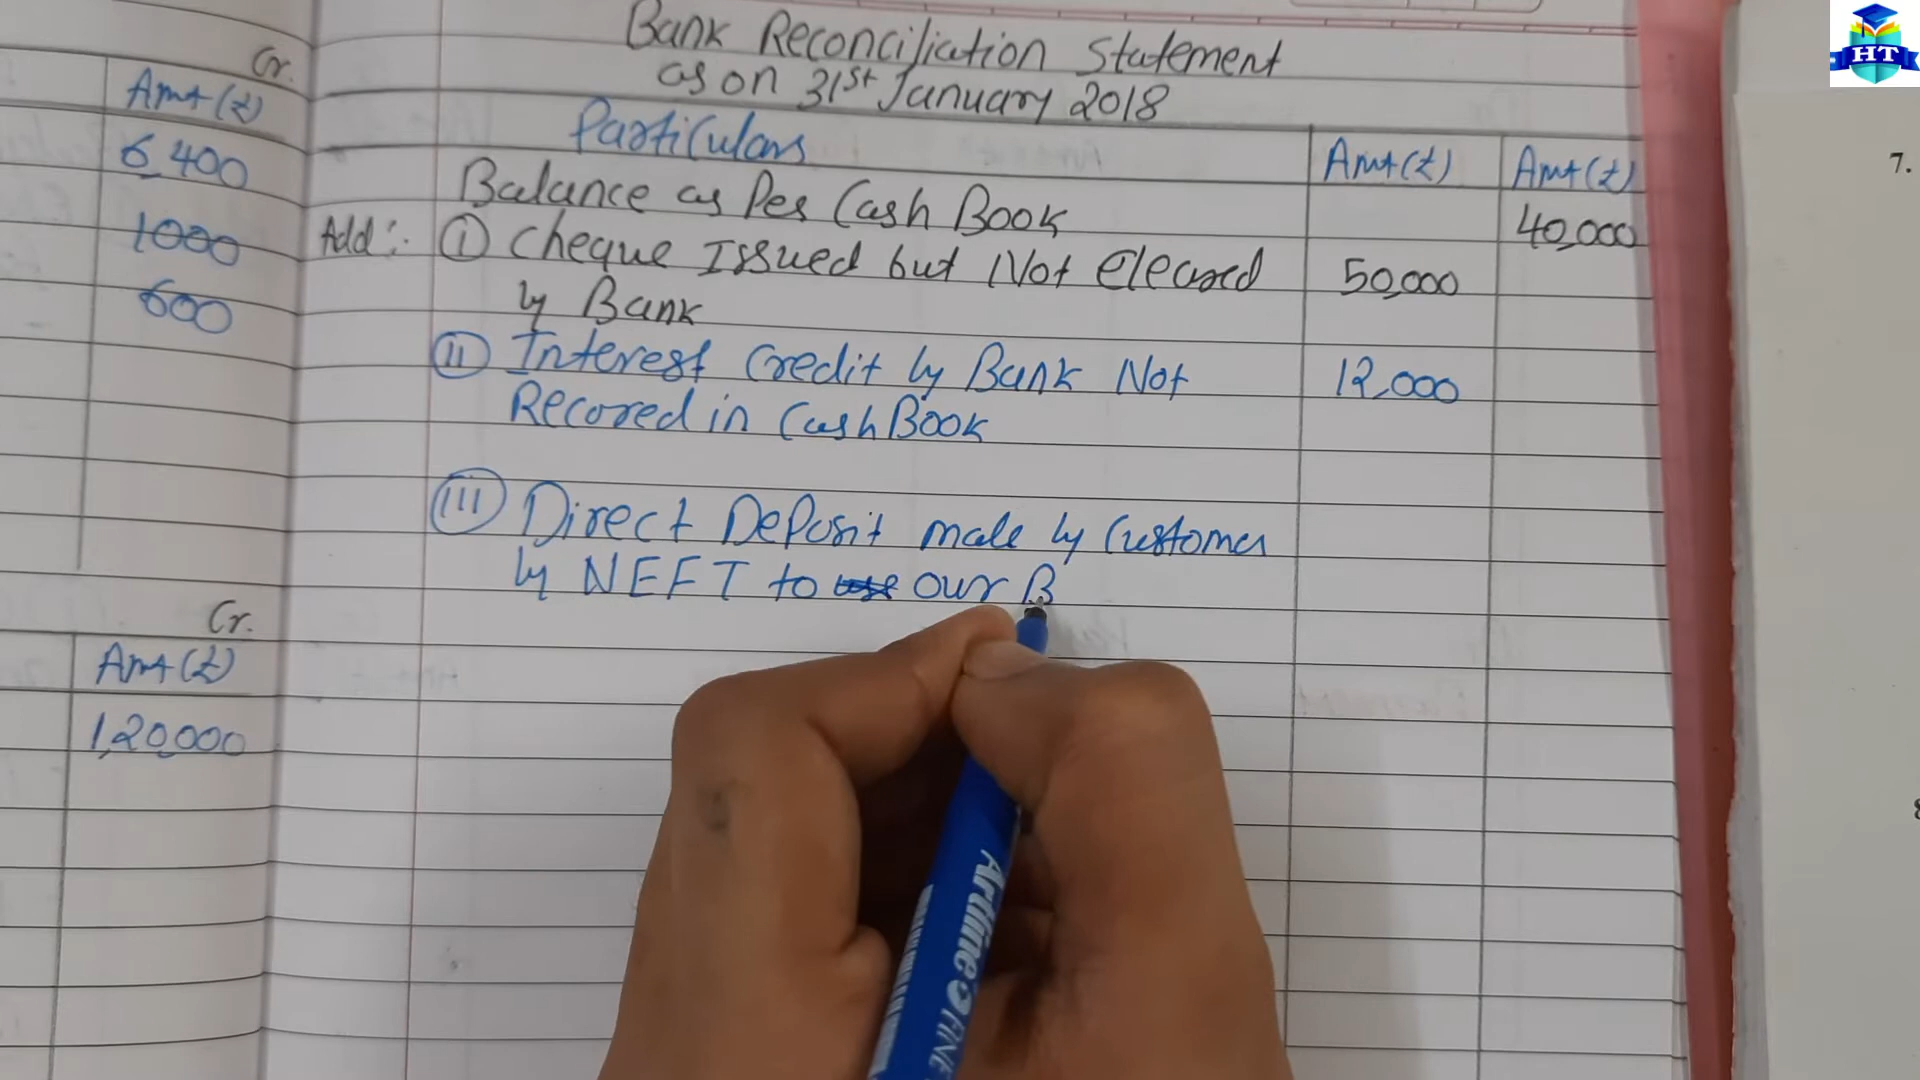 Bank Reconciliation Statement
as on 31st January 2018
Particulars Amt(₹) Amt(₹)
Balance as Per Cash Book 40,000
Add:- (i) Cheque Issued but Not Cleared 50,000
by Bank
(ii) Interest Credit by Bank Not 12,000
Recored in Cash Book
(iii) Direct Deposit made by Customer
by NEFT to our B
Cr.
Amt(₹)
6,400
1000
600
Cr.
Amt(₹)
1,20,000
HT
7.
8
Artline
FINE